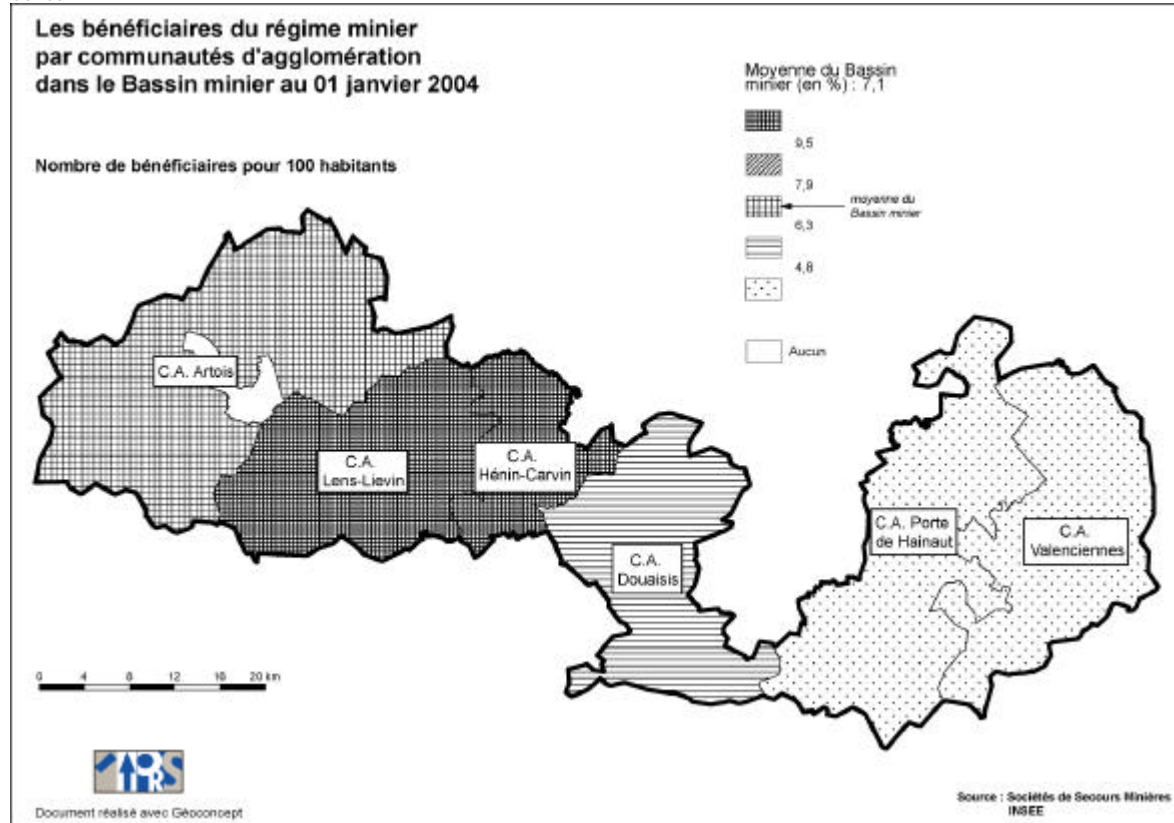 Les bénéficiaires du régime minier
par communautés d'agglomération
dans le Bassin minier au 01 janvier 2004
Nombre de bénéficiaires pour 100 habitants
Moyenne du Bassin
minier (en %) : 7,1
9,5
7,9
moyenne du
Bassin minier
6,3
4,8
Aucun
C.A. Artois
C.A.
Lens-Lievin
C.A.
Hénin-Carvin
C.A.
Douaisis
C.A. Porte
de Hainaut
C.A.
Valenciennes
0 4 8 12 16 20 km
ORS
Document réalisé avec Géoconcept
Source : Sociétés de Secours Minières
INSEE